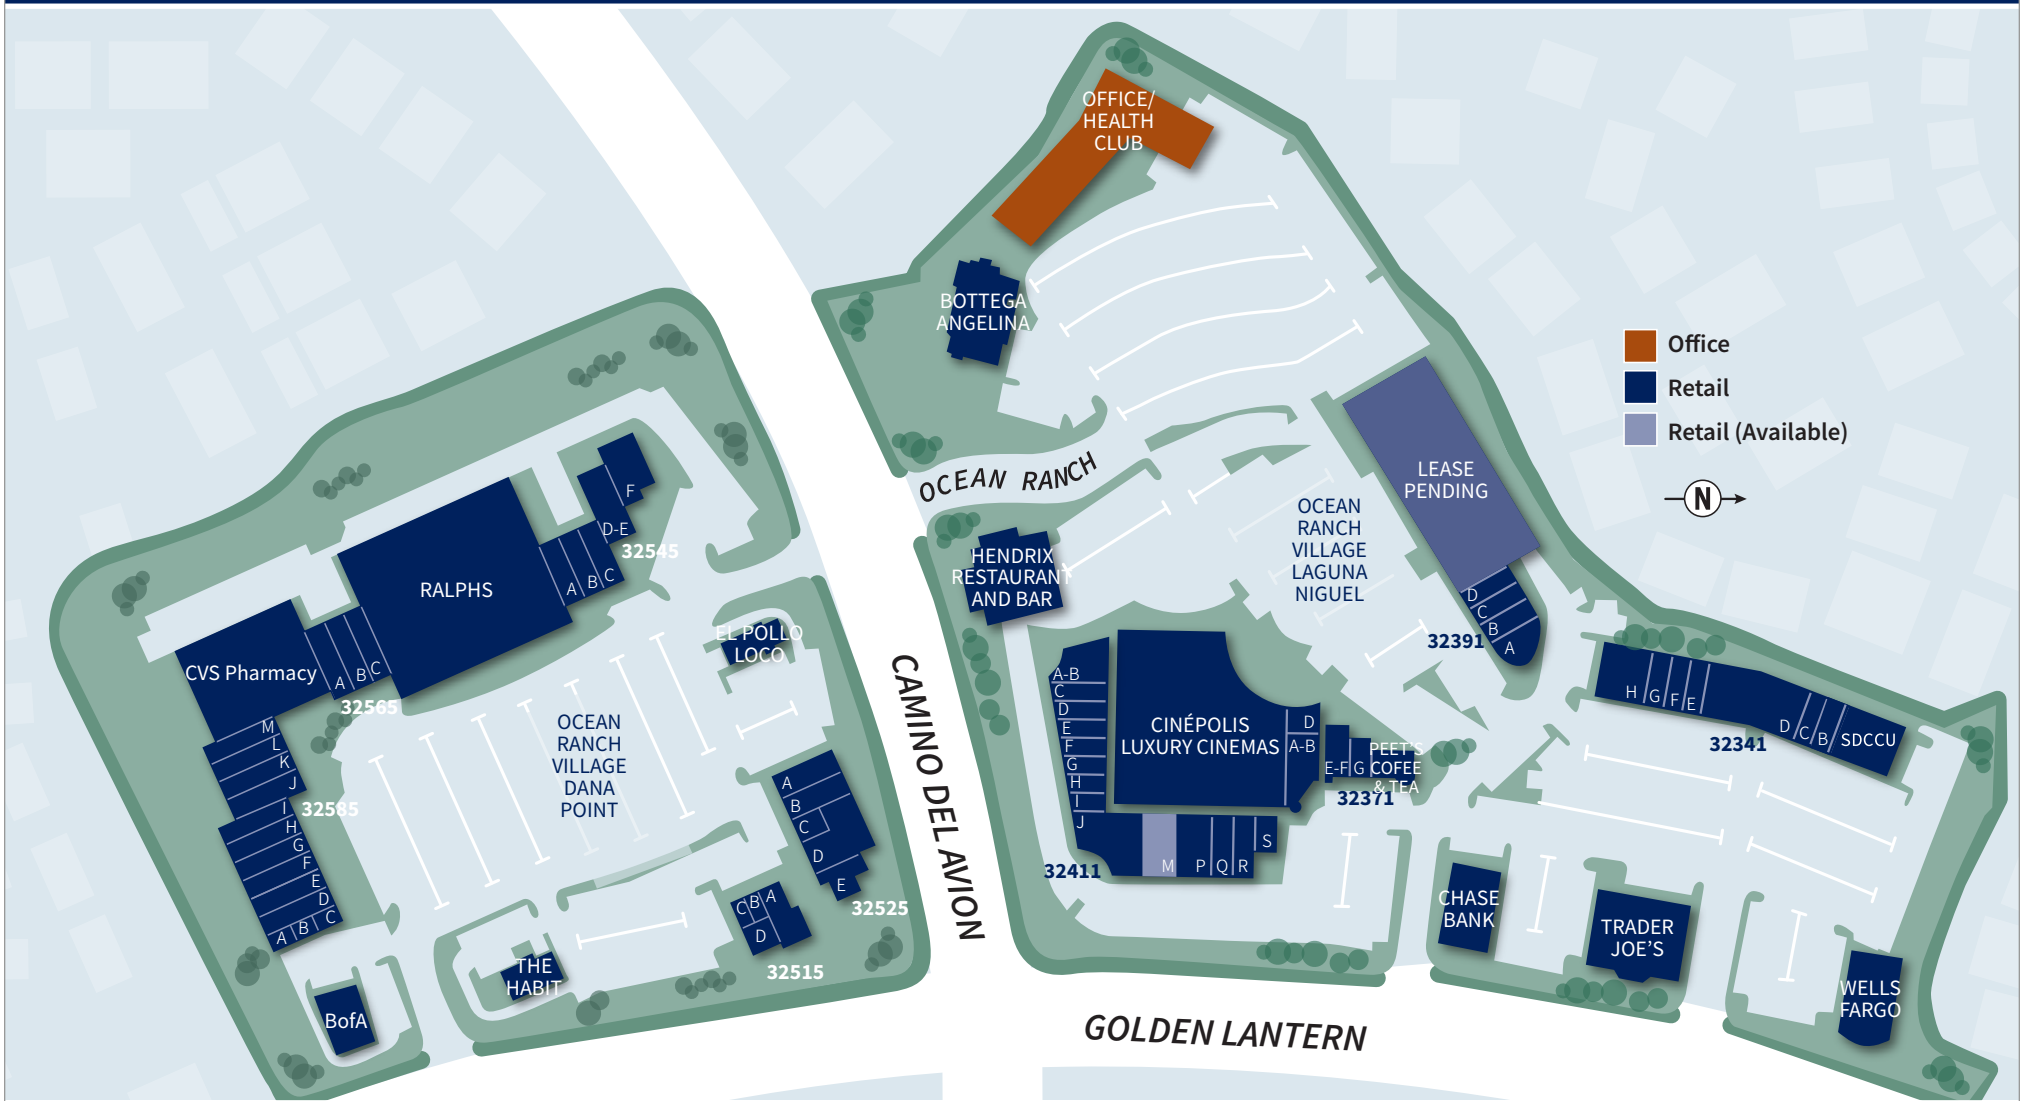 OFFICE/
HEALTH
CLUB
BOTTEGA
ANGELINA
Office
Retail
Retail (Available)
N
OCEAN RANCH
LEASE
PENDING
OCEAN
RANCH
VILLAGE
LAGUNA
NIGUEL
HENDRIX
RESTAURANT
AND BAR
D
C
B
A
32391
F
D-E
32545
A
B
C
RALPHS
CVS Pharmacy
A
B
C
32565
EL POLLO
LOCO
OCEAN
RANCH
VILLAGE
DANA
POINT
M
L
K
J
I
H
G
F
E
D
C
B
A
32585
CAMINO DEL AVION
A-B
C
D
E
F
G
H
I
J
M
P
Q
R
S
32411
CINÉPOLIS
LUXURY CINEMAS
D
A-B
E-F
G
PEET'S
COFEE
& TEA
32371
H
G
F
E
D
C
B
SDCCU
32341
A
B
C
D
E
32525
C
B
A
D
32515
THE
HABIT
BofA
CHASE
BANK
TRADER
JOE'S
WELLS
FARGO
GOLDEN LANTERN